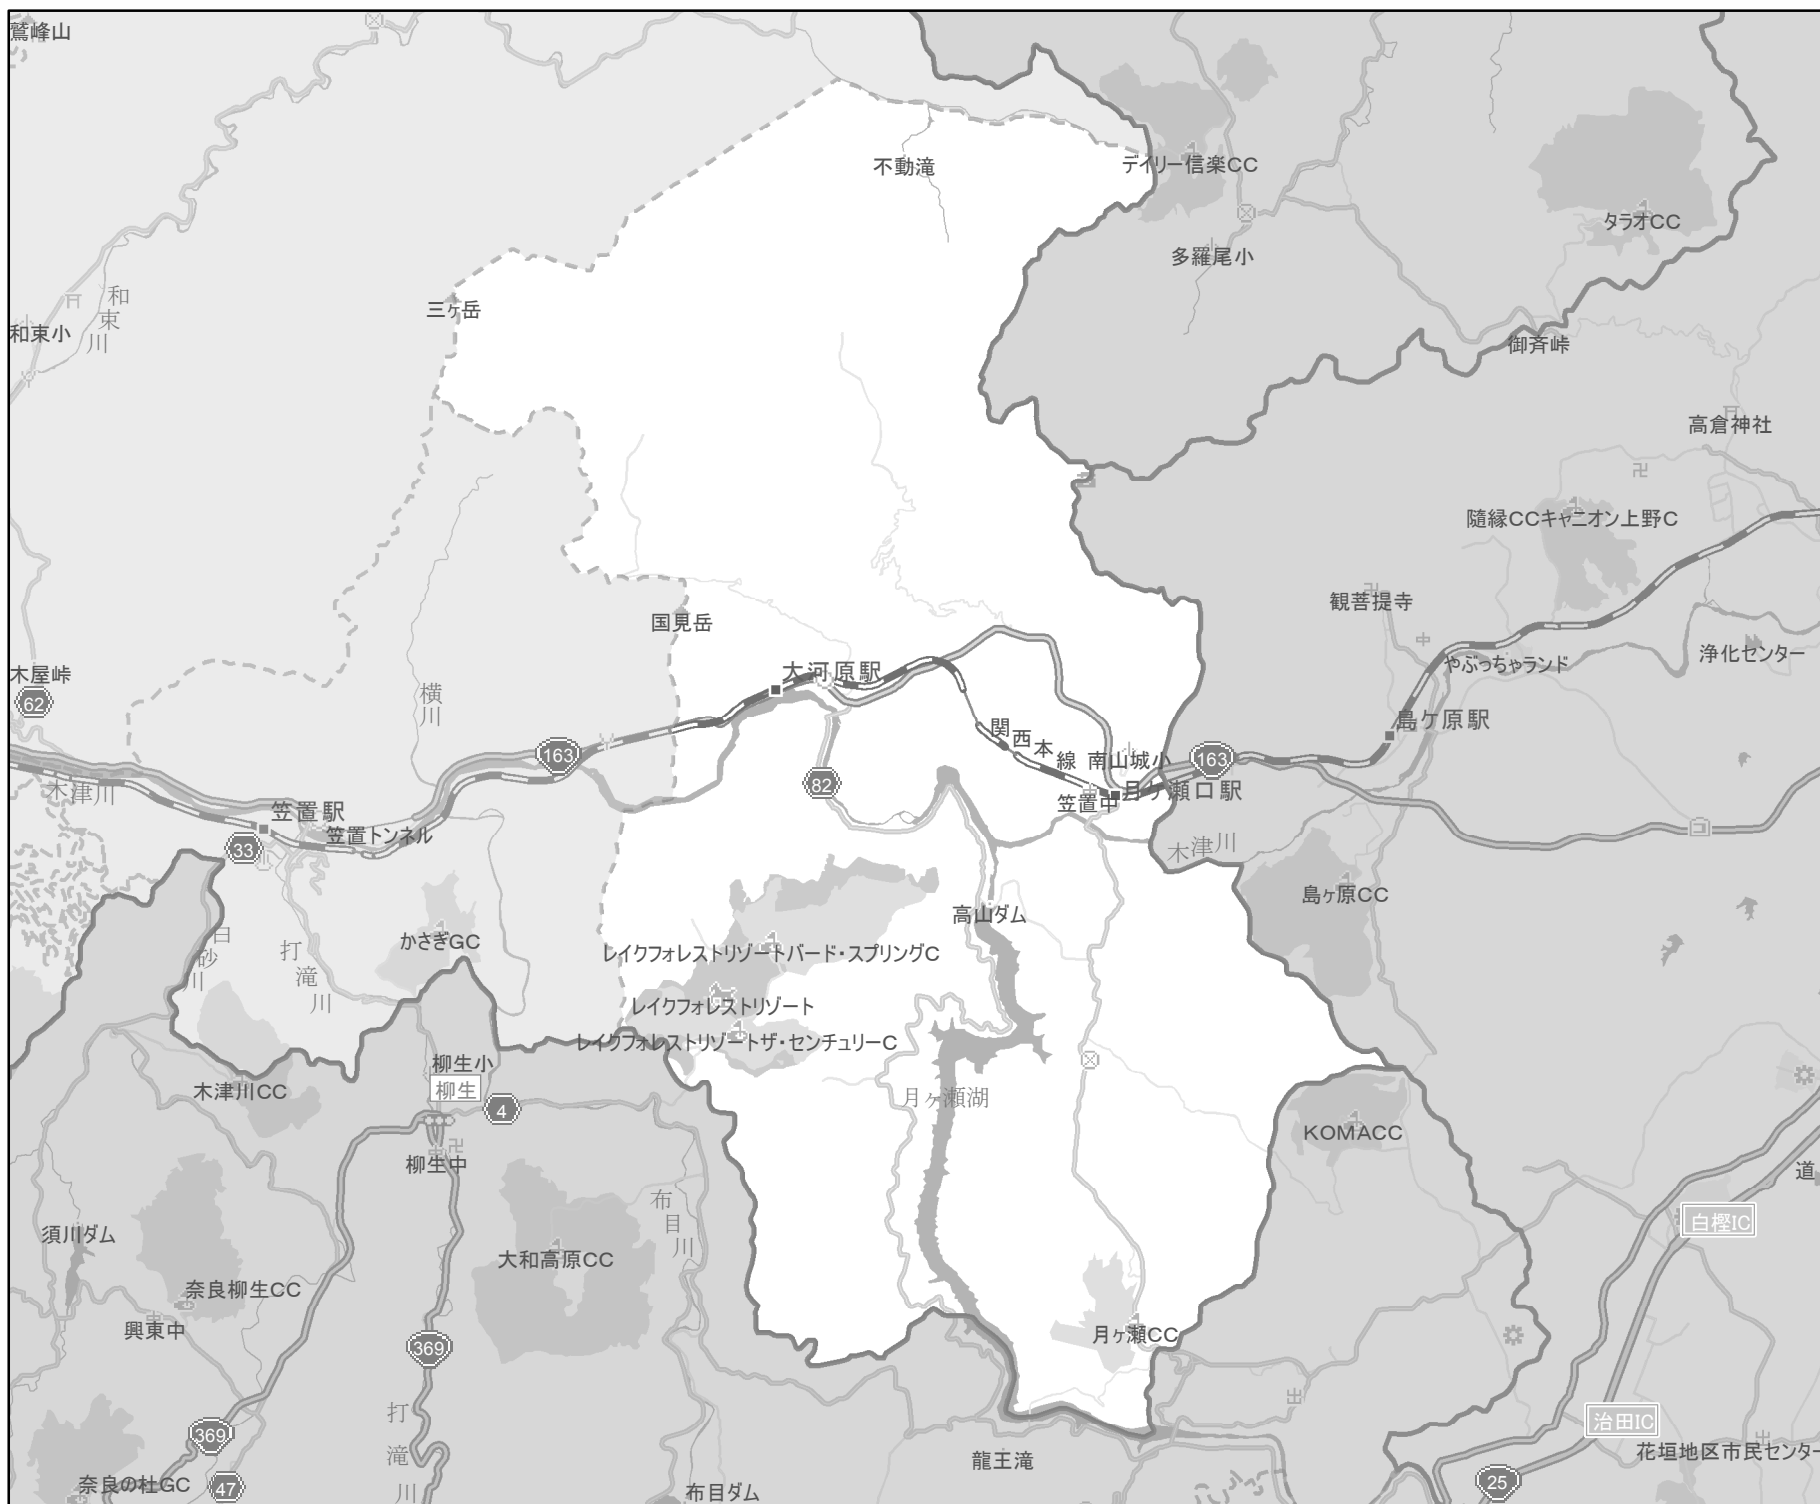 鷲峰山
不動滝
デイリー信楽CC
タラオCC
多羅尾小
和束川
三ヶ岳
和束小
御斉峠
高倉神社
隨縁CCキャニオン上野C
観菩提寺
国見岳
木屋峠
62
横川
大河原駅
やぶっちゃランド
浄化センター
島ケ原駅
関西本線
南山城小
163
163
82
木津川
笠置駅
笠置トンネル
33
笠置中
月ケ瀬口駅
木津川
島ヶ原CC
高山ダム
白砂川
打滝川
かさぎGC
レイクフォレストリゾートバード・スプリングC
レイクフォレストリゾート
レイクフォレストリゾートザ・センチュリーC
柳生小
柳生
木津川CC
4
月ヶ瀬湖
KOMACC
柳生中
道
布目川
須川ダム
大和高原CC
白樫IC
奈良柳生CC
興東中
369
月ヶ瀬CC
打滝川
369
治田IC
花垣地区市民センター
龍王滝
奈良の杜GC
47
布目ダム
25